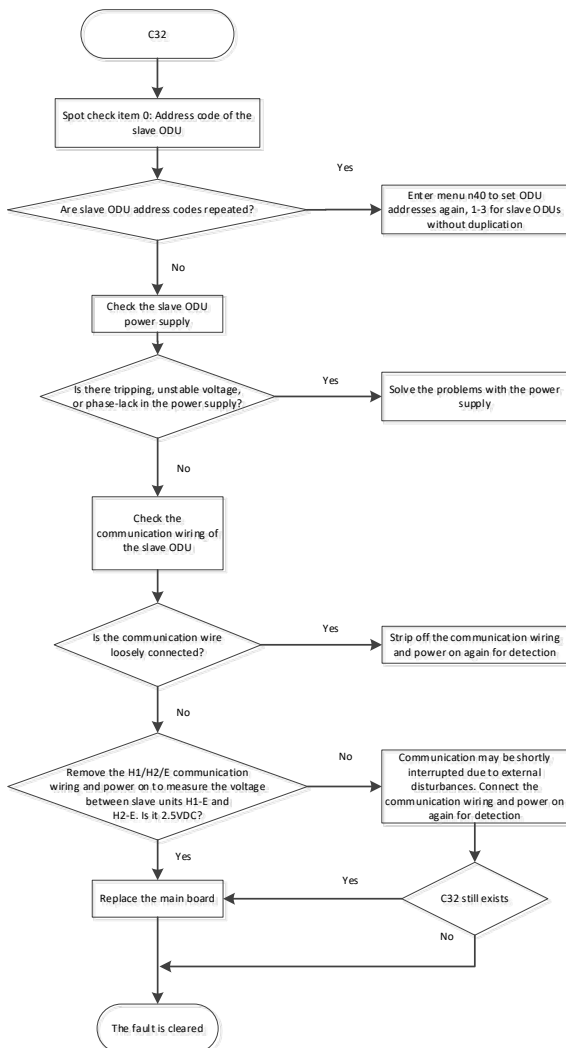 C32
Spot check item 0: Address code of the
slave ODU
Yes
Are slave ODU address codes repeated?
Enter menu n40 to set ODU
addresses again, 1-3 for slave ODUs
without duplication
No
Check the slave ODU
power supply
Is there tripping, unstable voltage,
or phase-lack in the power supply?
Yes
Solve the problems with the power
supply
No
Check the
communication wiring of
the slave ODU
Is the communication wire
loosely connected?
Yes
Strip off the communication wiring
and power on again for detection
No
Remove the H1/H2/E communication
wiring and power on to measure the voltage
between slave units H1-E and
H2-E. Is it 2.5VDC?
No
Communication may be shortly
interrupted due to external
disturbances. Connect the
communication wiring and power on
again for detection
Yes
Replace the main board
Yes
C32 still exists
No
The fault is cleared